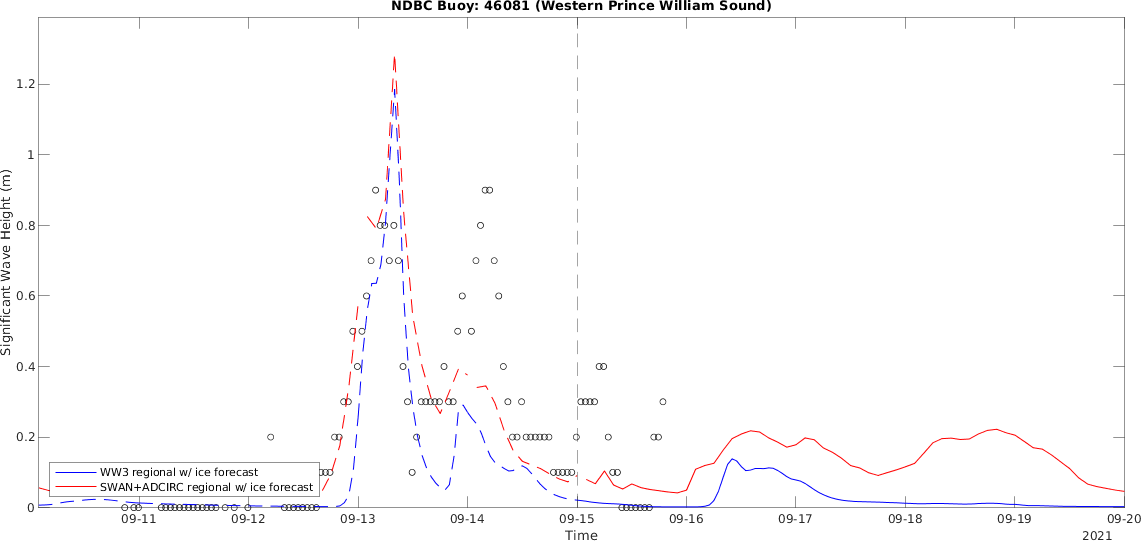 NDBC Buoy: 46081 (Western Prince William Sound)
Significant Wave Height (m)
1.2
1
0.8
0.6
0.4
0.2
0
WW3 regional w/ ice forecast
SWAN+ADCIRC regional w/ ice forecast
09-11 09-12 09-13 09-14 09-15 09-16 09-17 09-18 09-19 09-20
Time
2021